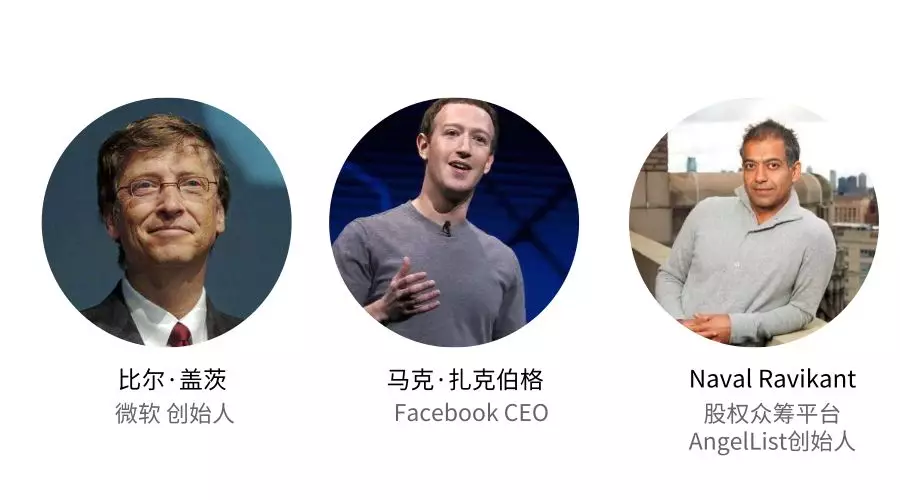 比尔·盖茨
微软 创始人
马克·扎克伯格
Facebook CEO
Naval Ravikant
股权众筹平台
AngelList创始人